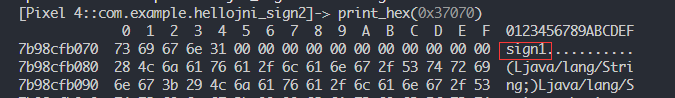 [Pixel 4::com.example.hellojni_sign2]-> print_hex(0x37070)
0 1 2 3 4 5 6 7 8 9 A B C D E F 0123456789ABCDEF
7b98cfb070 73 69 67 6e 31 00 00 00 00 00 00 00 00 00 00 00 sign1...........
7b98cfb080 28 4c 6a 61 76 61 2f 6c 61 6e 67 2f 53 74 72 69 (Ljava/lang/Stri
7b98cfb090 6e 67 3b 29 4c 6a 61 76 61 2f 6c 61 6e 67 2f 53 ng;)Ljava/lang/S